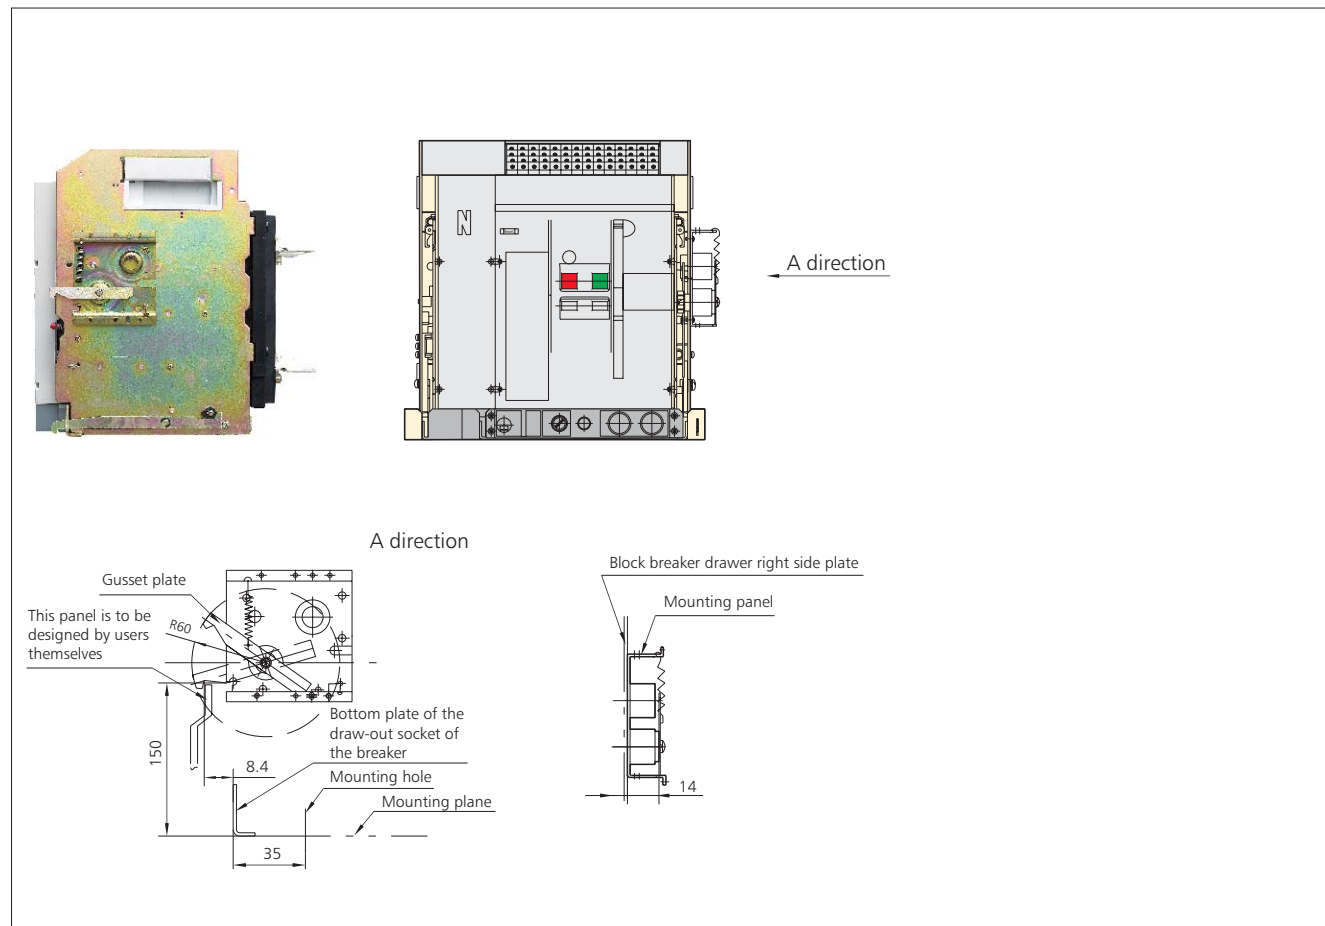 N
A direction
A direction
Gusset plate
This panel is to be
designed by users
themselves
R60
150
8.4
35
Bottom plate of the
draw-out socket of
the breaker
Mounting hole
Mounting plane
Block breaker drawer right side plate
Mounting panel
14